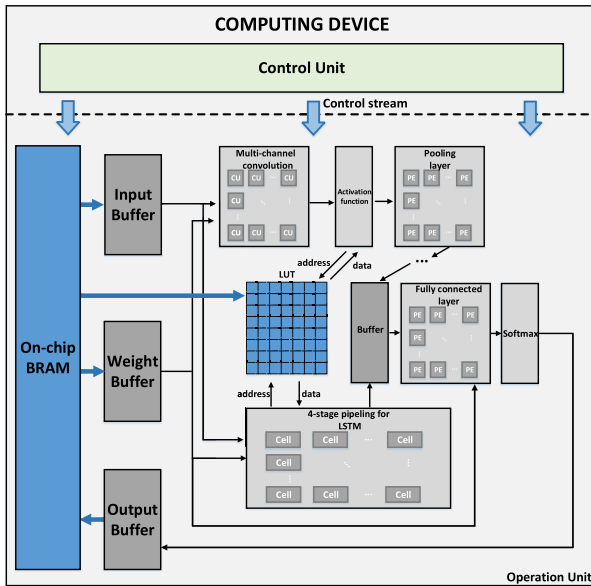 COMPUTING DEVICE
Control Unit
Control stream
On-chip
BRAM
Input
Buffer
Multi-channel
convolution
CU CU ... CU
CU
CU CU ... CU
Activation
function
Pooling
layer
PE PE ... PE
PE
PE PE ... PE
address
data
...
LUT
Weight
Buffer
Buffer
Fully connected
layer
PE PE ... PE
PE
PE PE ... PE
Softmax
address
data
4-stage pipeling for
LSTM
Cell Cell ... Cell
Cell
Cell Cell ... Cell
Output
Buffer
Operation Unit